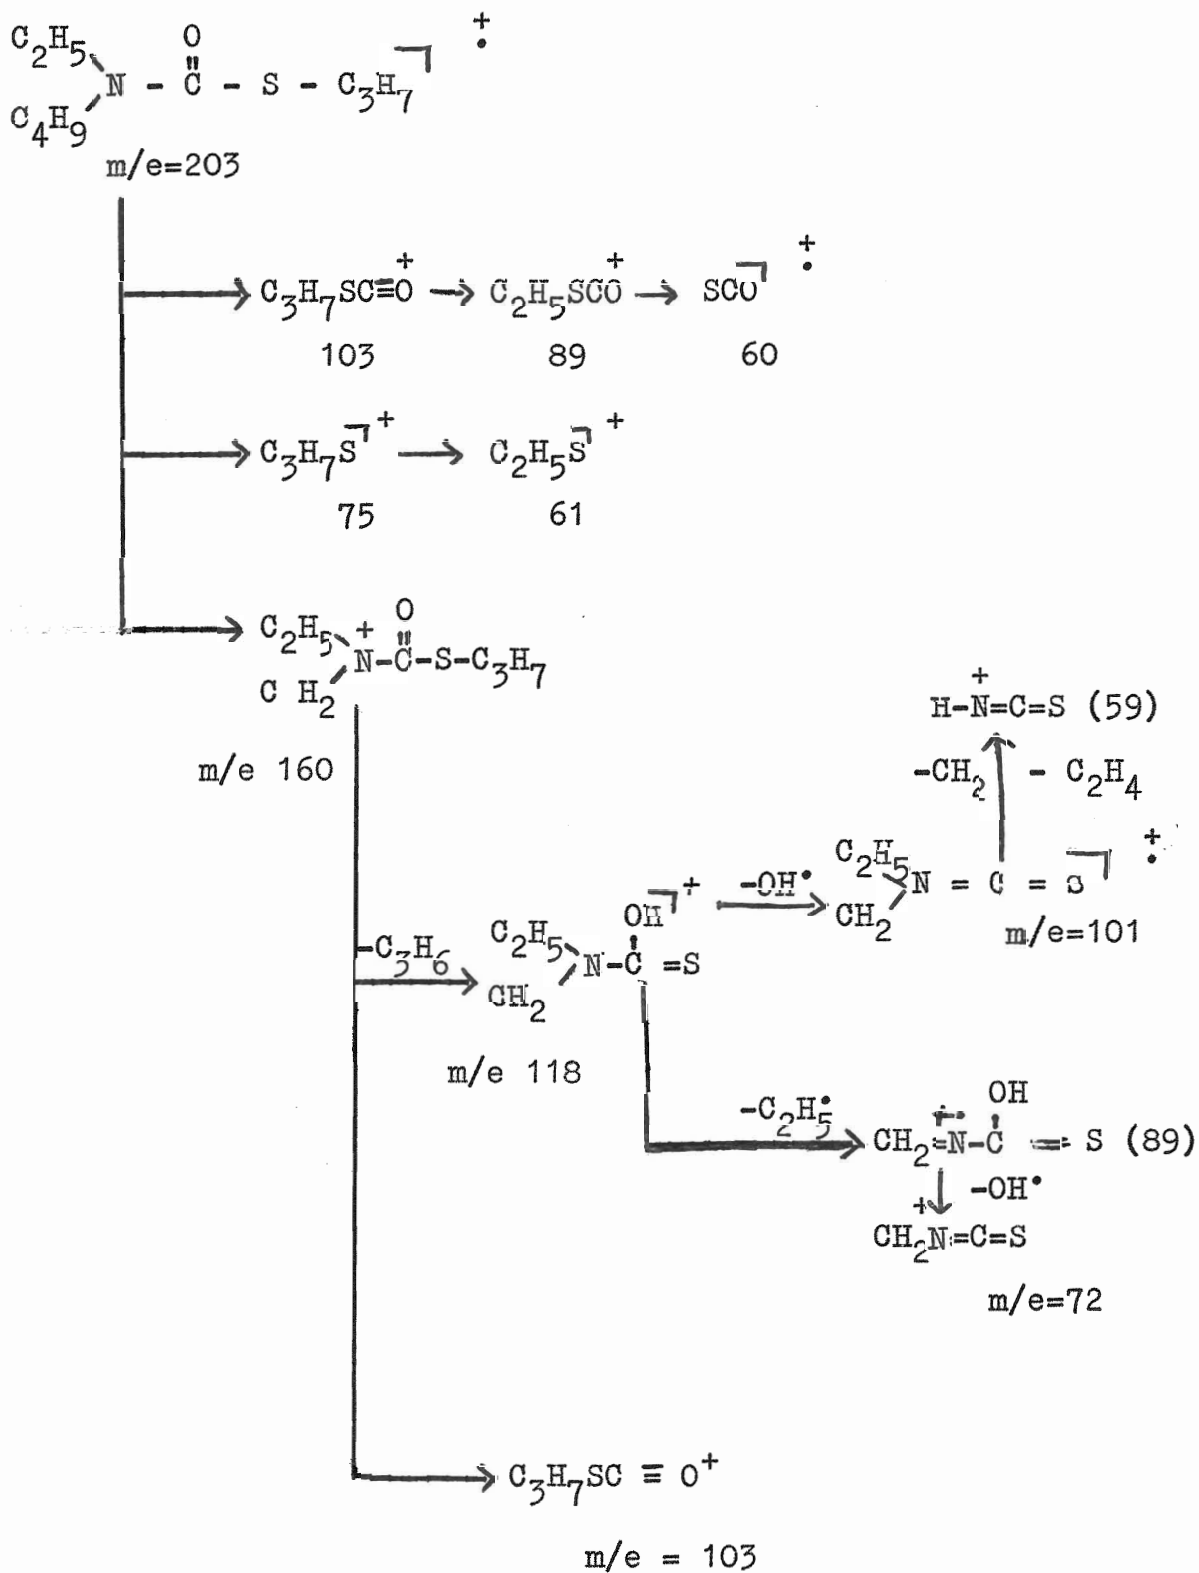 O +•
C2H5
N - C - S - C3H7
C4H9
m/e=203
C3H7SC≡O+ → C2H5SCO+ → SCO +•
103 89 60
C3H7S + → C2H5S +
75 61
O
C2H5 +
N-C-S-C3H7
C H2
m/e 160
H-N+=C=S (59)
-CH2 - C2H4
C2H5
N = C = S +•
CH2
m/e=101
-OH•
OH +
C2H5
N-C =S
CH2
-C3H6
m/e 118
-C2H5•
OH
CH2=N-C = S (89)
-OH•
+
CH2N=C=S
m/e=72
C3H7SC ≡ O+
m/e = 103